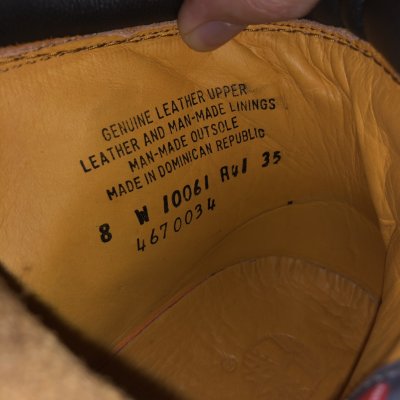 GENUINE LEATHER UPPER
LEATHER AND MAN-MADE LININGS
MAN-MADE OUTSOLE
MADE IN DOMINICAN REPUBLIC
8 W 10061 A41 35
4670034